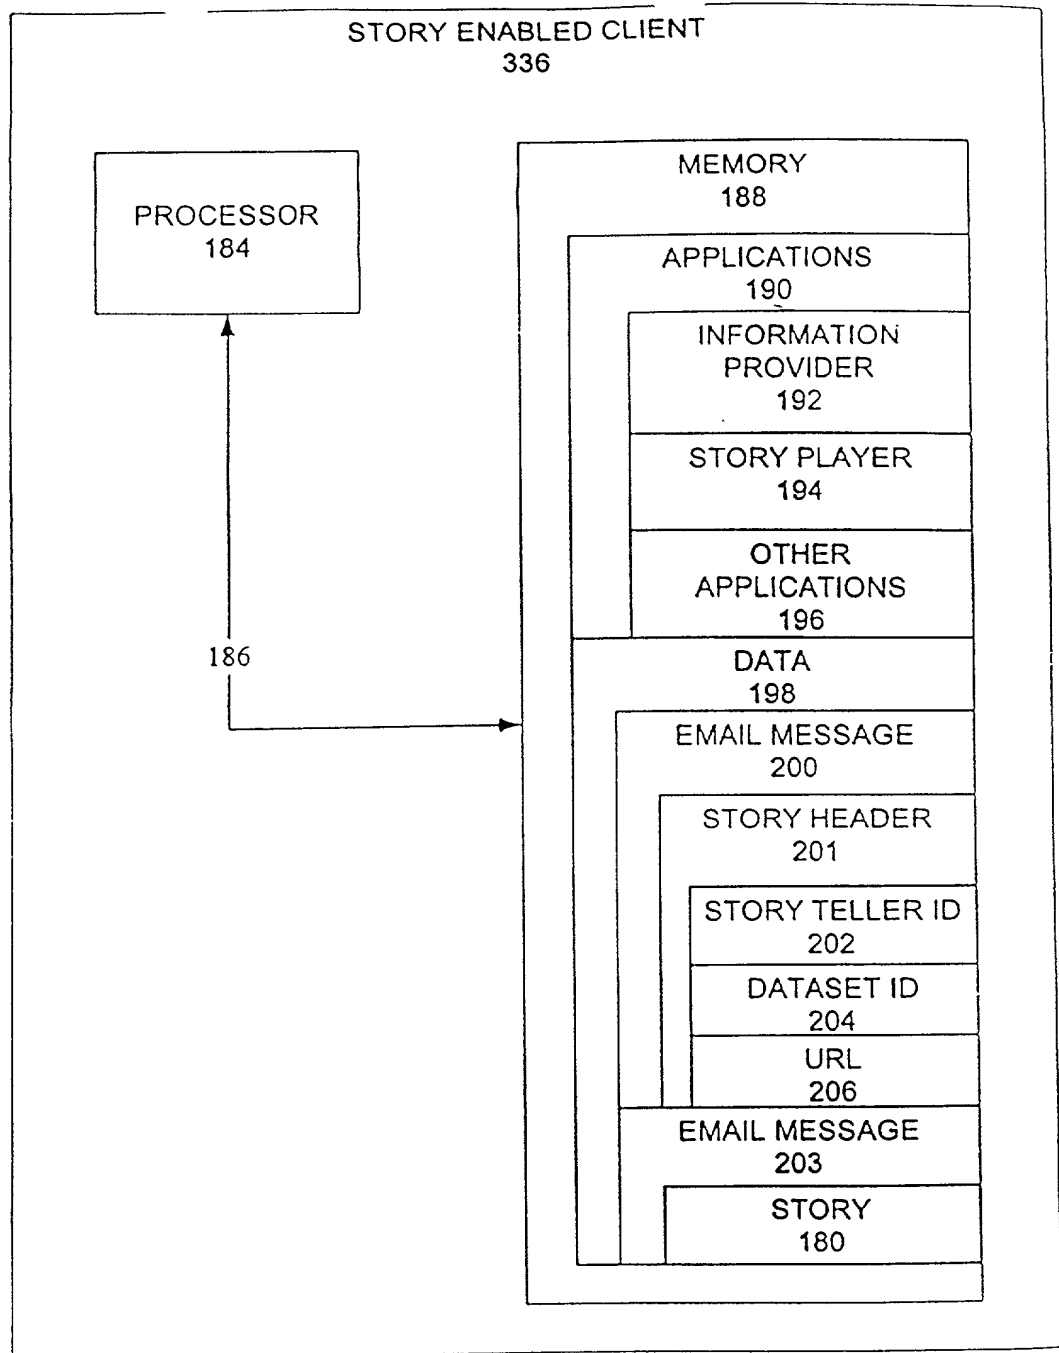 STORY ENABLED CLIENT
336
PROCESSOR
184
186
MEMORY
188
APPLICATIONS
190
INFORMATION
PROVIDER
192
STORY PLAYER
194
OTHER
APPLICATIONS
196
DATA
198
EMAIL MESSAGE
200
STORY HEADER
201
STORY TELLER ID
202
DATASET ID
204
URL
206
EMAIL MESSAGE
203
STORY
180